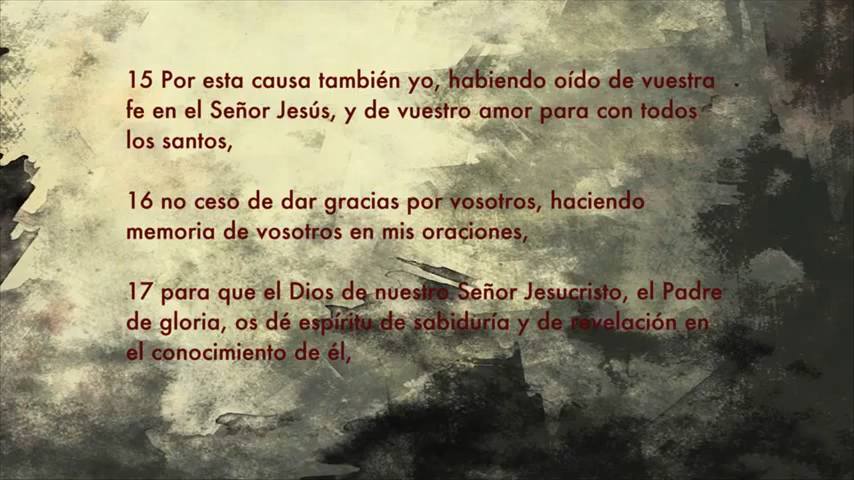 15 Por esta causa también yo, habiendo oído de vuestra
fe en el Señor Jesús, y de vuestro amor para con todos
los santos,
16 no ceso de dar gracias por vosotros, haciendo
memoria de vosotros en mis oraciones,
17 para que el Dios de nuestro Señor Jesucristo, el Padre
de gloria, os dé espíritu de sabiduría y de revelación en
el conocimiento de él,